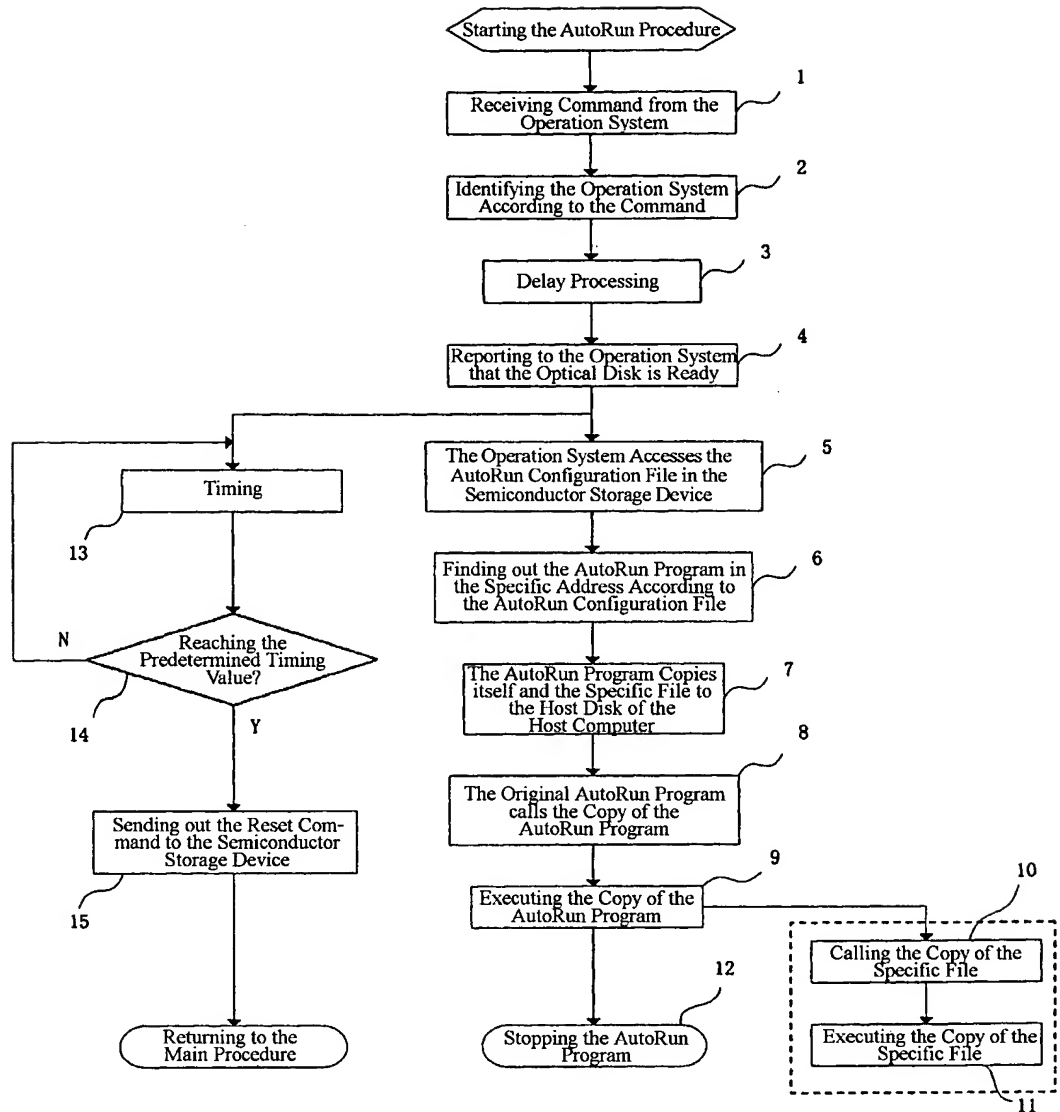 Starting the AutoRun Procedure
1
Receiving Command from the
Operation System
2
Identifying the Operation System
According to the Command
3
Delay Processing
4
Reporting to the Operation System
that the Optical Disk is Ready
5
The Operation System Accesses the
AutoRun Configuration File in the
Semiconductor Storage Device
Timing
13
6
Finding out the AutoRun Program in
the Specific Address According to
the AutoRun Configuration File
N
Reaching the
Predetermined Timing
Value?
14
Y
7
The AutoRun Program Copies
itself and the Specific File to
the Host Disk of the
Host Computer
8
The Original AutoRun Program
calls the Copy of the
AutoRun Program
Sending out the Reset Com-
mand to the Semiconductor
Storage Device
15
9
Executing the Copy of the
AutoRun Program
10
Calling the Copy of the
Specific File
Executing the Copy of the
Specific File
11
12
Stopping the AutoRun
Program
Returning to the
Main Procedure